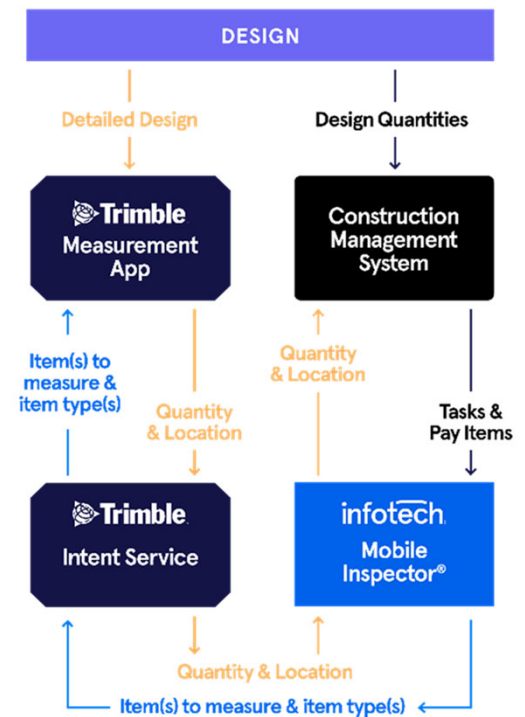 DESIGN
Detailed Design
Design Quantities
Trimble
Measurement
App
Construction
Management
System
Item(s) to
measure &
item type(s)
Quantity
& Location
Quantity
& Location
Tasks &
Pay Items
Trimble
Intent Service
infotech
Mobile
Inspector®
Quantity & Location
Item(s) to measure & item type(s)